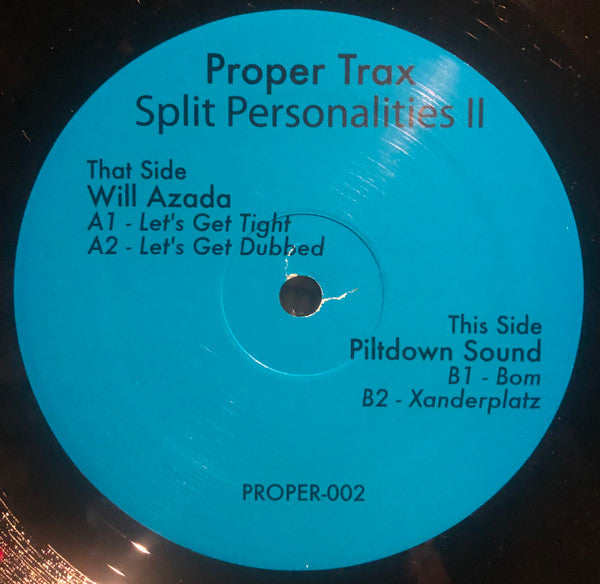 Proper Trax
Split Personalities II
That Side
Will Azada
A1 - Let's Get Tight
A2 - Let's Get Dubbed
This Side
Piltdown Sound
B1 - Bom
B2 - Xanderplatz
PROPER-002